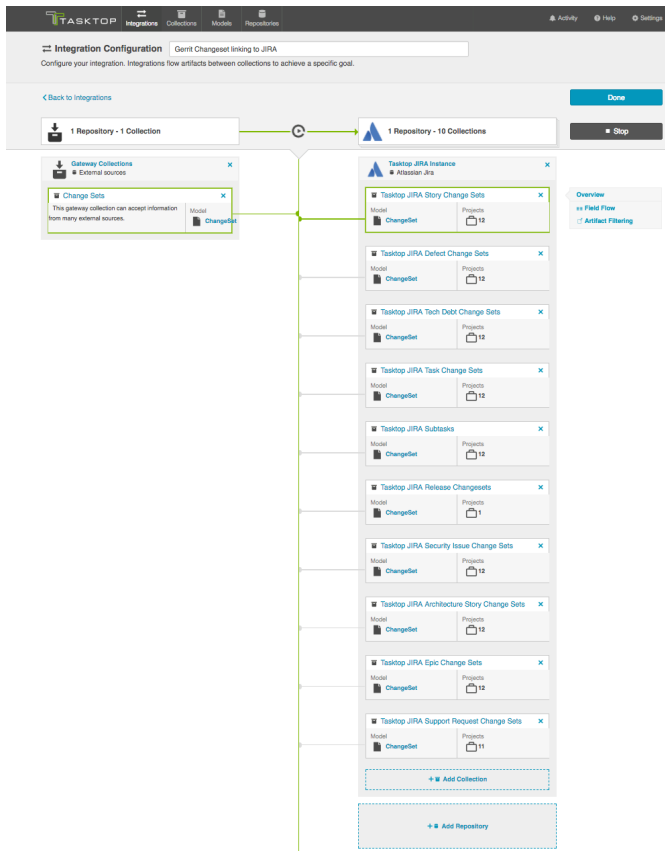 TASKTOP
Integrations
Collections
Models
Repositories
Activity
Help
Settings
Integration Configuration
Gerrit Changeset linking to JIRA
Configure your integration. Integrations flow artifacts between collections to achieve a specific goal.
Back to Integrations
Done
1 Repository - 1 Collection
1 Repository - 10 Collections
Stop
Gateway Collections
External sources
Change Sets
This gateway collection can accept information from many external sources.
Model
ChangeSet
Tasktop JIRA Instance
Atlassian Jira
Tasktop JIRA Story Change Sets
Model Projects
ChangeSet 12
Overview
Field Flow
Artifact Filtering
Tasktop JIRA Defect Change Sets
Model Projects
ChangeSet 12
Tasktop JIRA Tech Debt Change Sets
Model Projects
ChangeSet 12
Tasktop JIRA Task Change Sets
Model Projects
ChangeSet 12
Tasktop JIRA Subtasks
Model Projects
ChangeSet 12
Tasktop JIRA Release Changesets
Model Projects
ChangeSet 1
Tasktop JIRA Security Issue Change Sets
Model Projects
ChangeSet 12
Tasktop JIRA Architecture Story Change Sets
Model Projects
ChangeSet 12
Tasktop JIRA Epic Change Sets
Model Projects
ChangeSet 12
Tasktop JIRA Support Request Change Sets
Model Projects
ChangeSet 11
+ Add Collection
+ Add Repository